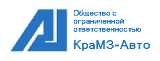 Общество с
ограниченной
ответственностью
КраМЗ-Авто